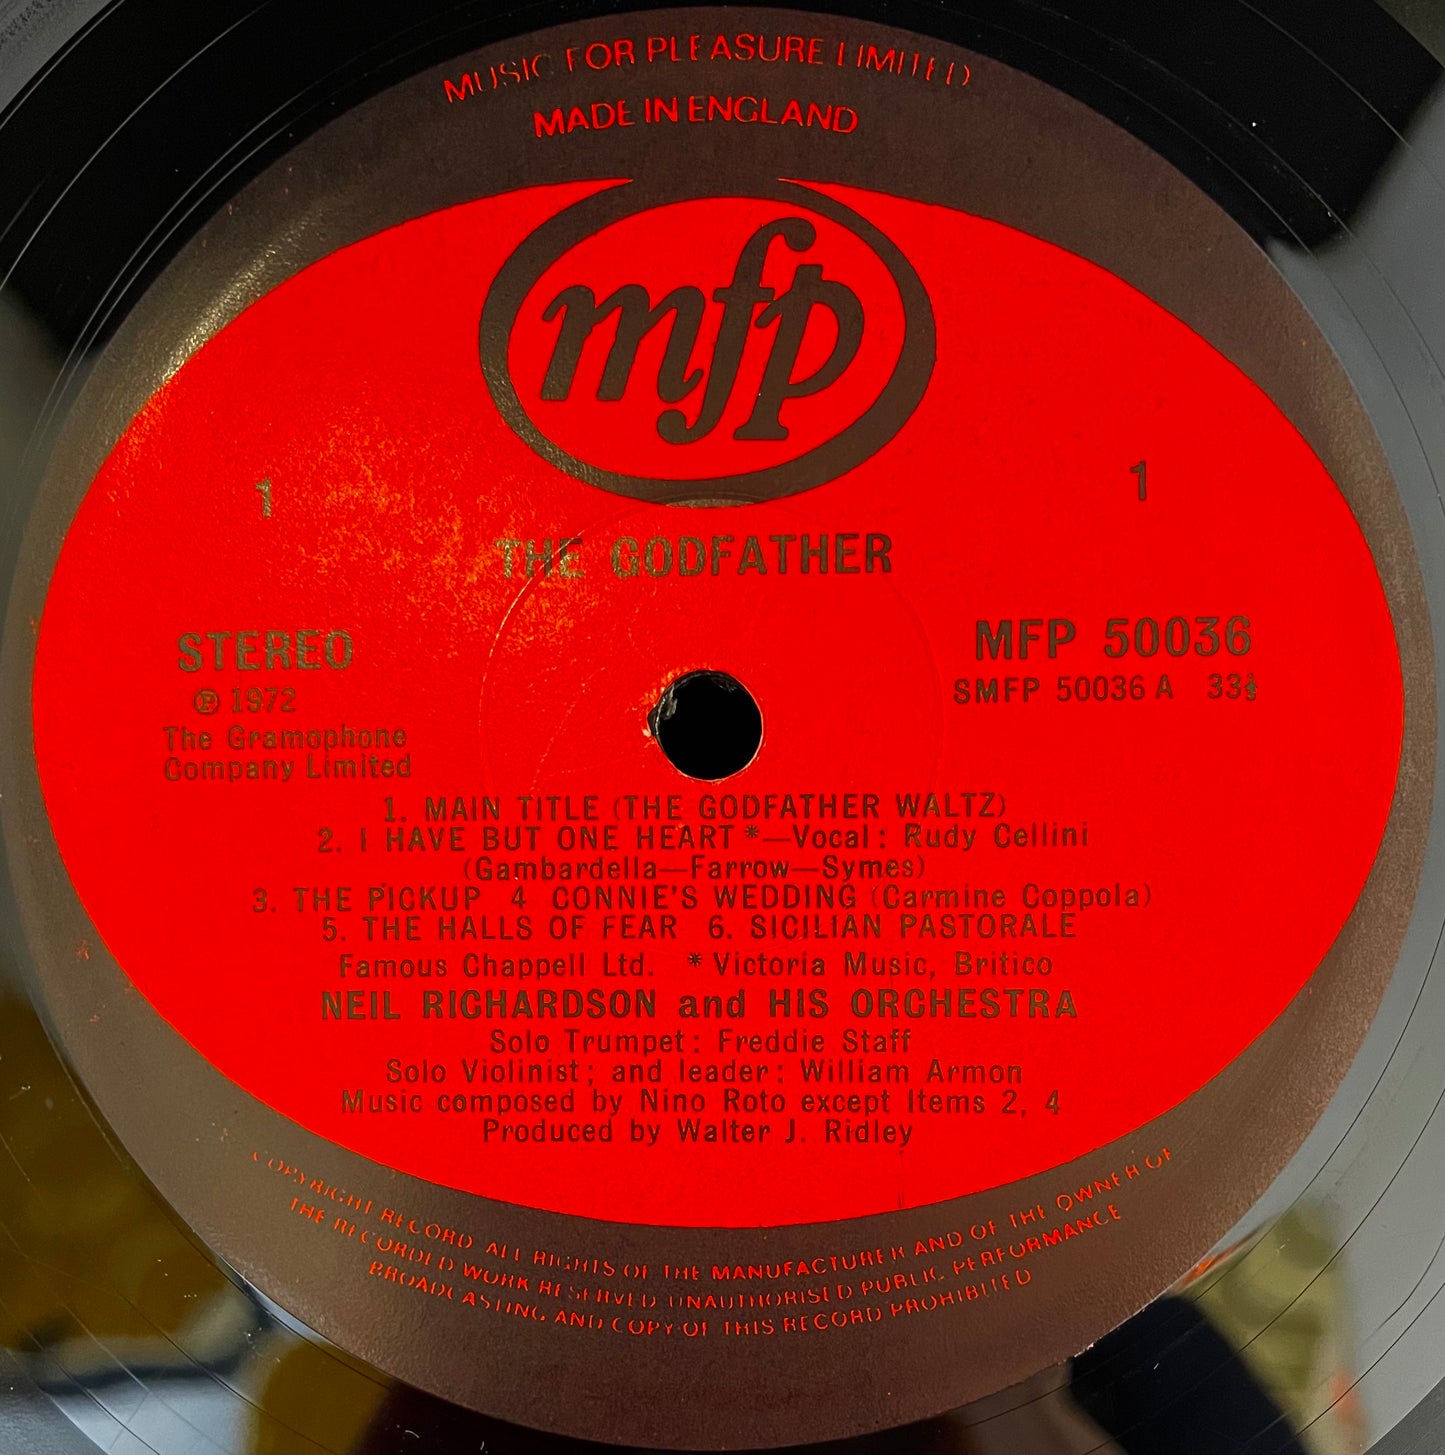 MUSIC FOR PLEASURE LIMITED
MADE IN ENGLAND
mfp
1 1
THE GODFATHER
STEREO
MFP 50036
℗ 1972
SMFP 50036 A 33⅓
The Gramophone
Company Limited
1. MAIN TITLE (THE GODFATHER WALTZ)
2. I HAVE BUT ONE HEART *—Vocal: Rudy Cellini
(Gambardella—Farrow—Symes)
3. THE PICKUP 4 CONNIE'S WEDDING (Carmine Coppola)
5. THE HALLS OF FEAR 6. SICILIAN PASTORALE
Famous Chappell Ltd. * Victoria Music, Britico
NEIL RICHARDSON and HIS ORCHESTRA
Solo Trumpet: Freddie Staff
Solo Violinist; and leader: William Armon
Music composed by Nino Roto except Items 2, 4
Produced by Walter J. Ridley
COPYRIGHT RECORD ALL RIGHTS OF THE MANUFACTURER AND OF THE OWNER OF
THE RECORDED WORK RESERVED UNAUTHORISED PUBLIC PERFORMANCE
BROADCASTING AND COPY OF THIS RECORD PROHIBITED